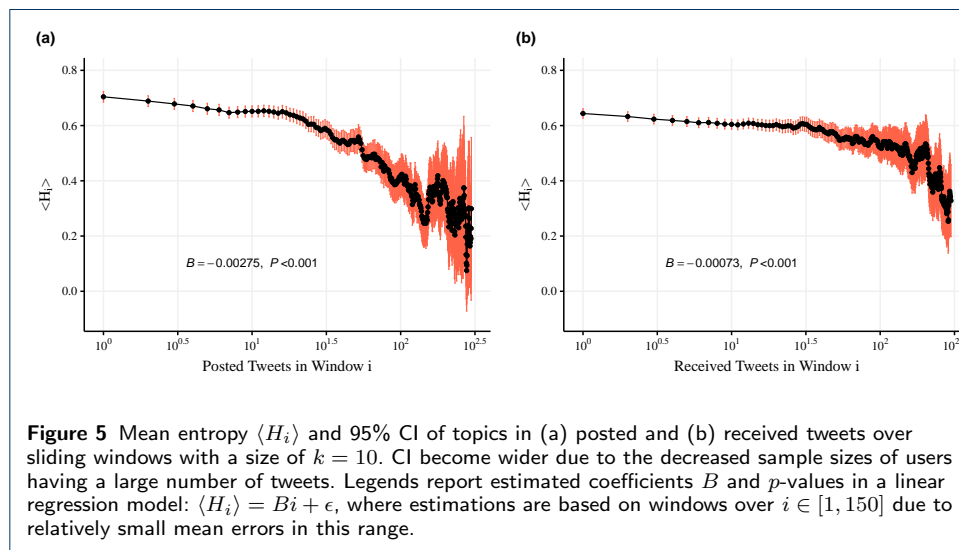 (a)
0.8
0.6
0.4
0.2
0.0
<H_i>
B = −0.00275, P <0.001
10^0 10^0.5 10^1 10^1.5 10^2 10^2.5
Posted Tweets in Window i
(b)
0.8
0.6
0.4
0.2
0.0
<H_i>
B = −0.00073, P <0.001
10^0 10^0.5 10^1 10^1.5 10^2
Received Tweets in Window i
Figure 5 Mean entropy ⟨H_i⟩ and 95% CI of topics in (a) posted and (b) received tweets over
sliding windows with a size of k = 10. CI become wider due to the decreased sample sizes of users
having a large number of tweets. Legends report estimated coefficients B and p-values in a linear
regression model: ⟨H_i⟩ = Bi + ϵ, where estimations are based on windows over i ∈ [1, 150] due to
relatively small mean errors in this range.